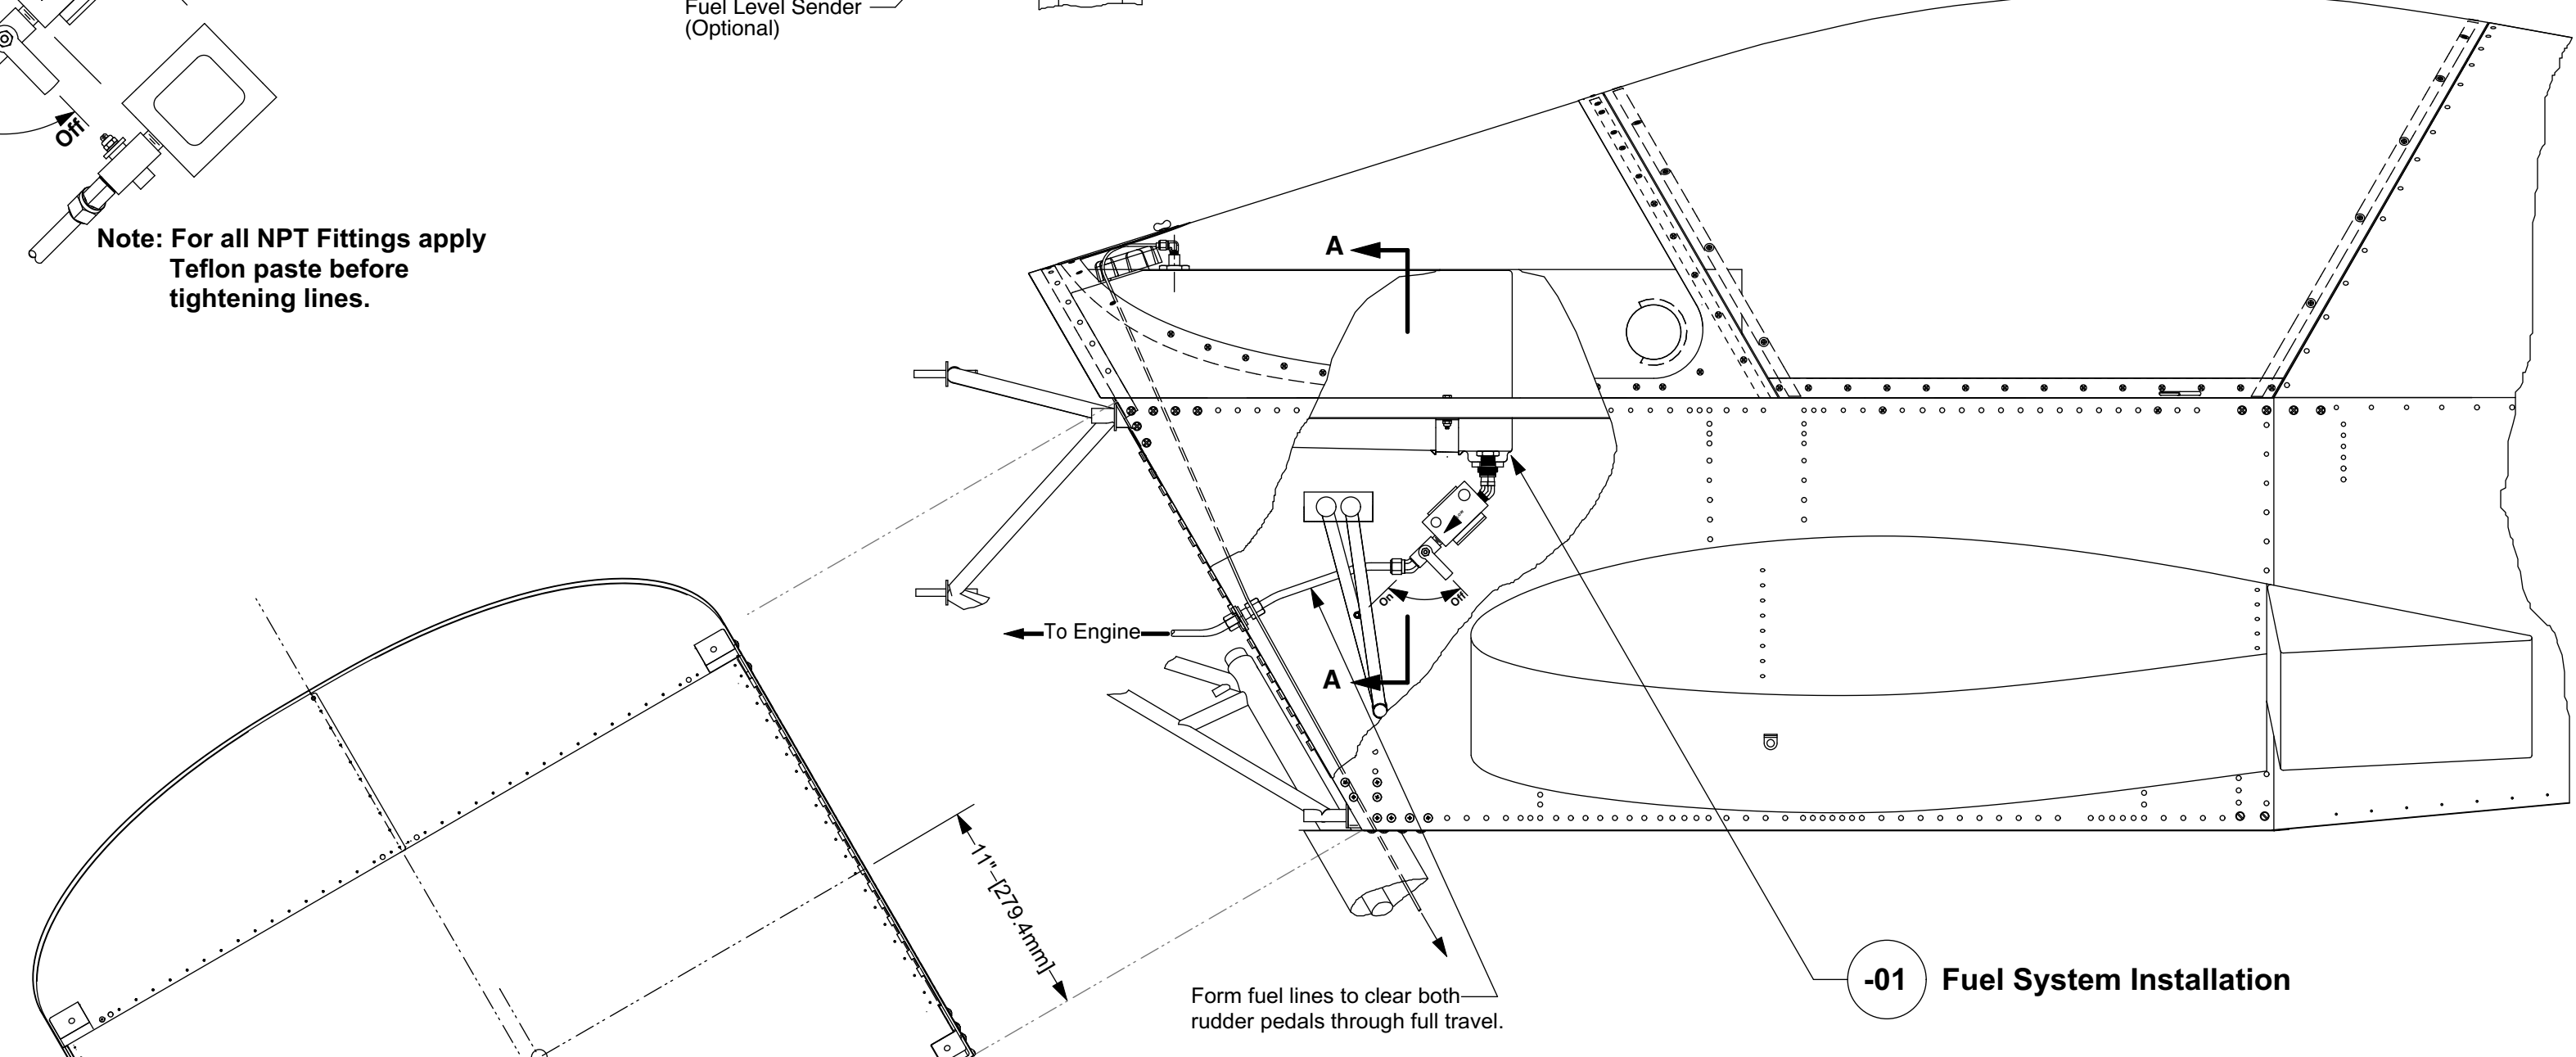 Fuel Level Sender
(Optional)
Off
Note: For all NPT Fittings apply
Teflon paste before
tightening lines.
A
On
Off
To Engine
A
11" [279.4mm]
Form fuel lines to clear both
rudder pedals through full travel.
-01 Fuel System Installation